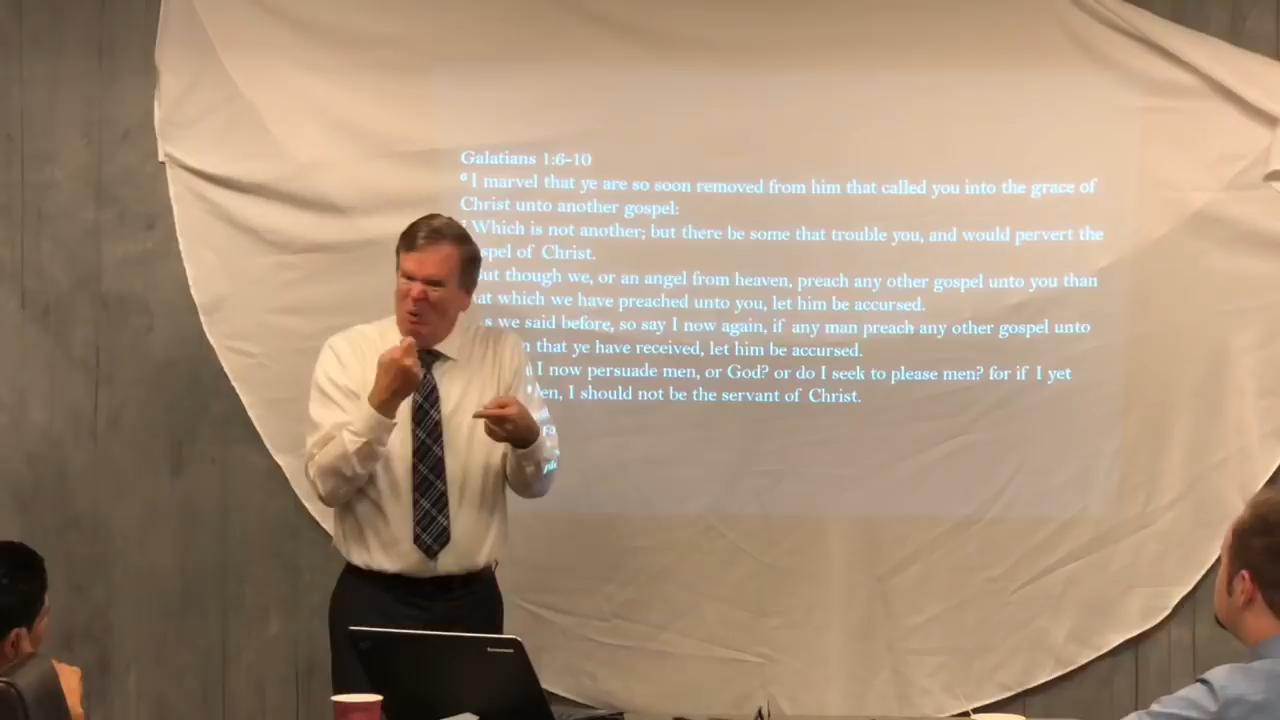 Galatians 1:6-10
6 I marvel that ye are so soon removed from him that called you into the grace of
Christ unto another gospel:
Which is not another; but there be some that trouble you, and would pervert the
spel of Christ.
ut though we, or an angel from heaven, preach any other gospel unto you than
at which we have preached unto you, let him be accursed.
s we said before, so say I now again, if any man preach any other gospel unto
n that ye have received, let him be accursed.
I now persuade men, or God? or do I seek to please men? for if I yet
en, I should not be the servant of Christ.
lenovo